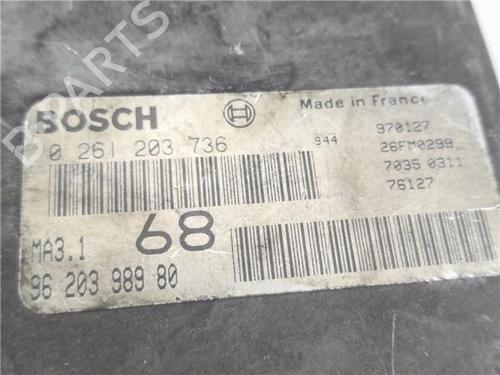 B-PARTS
BOSCH
Made in France
0 261 203 736
944
970127
26FM0299
7035 0311
76127
68
MA3.1
96 203 989 80